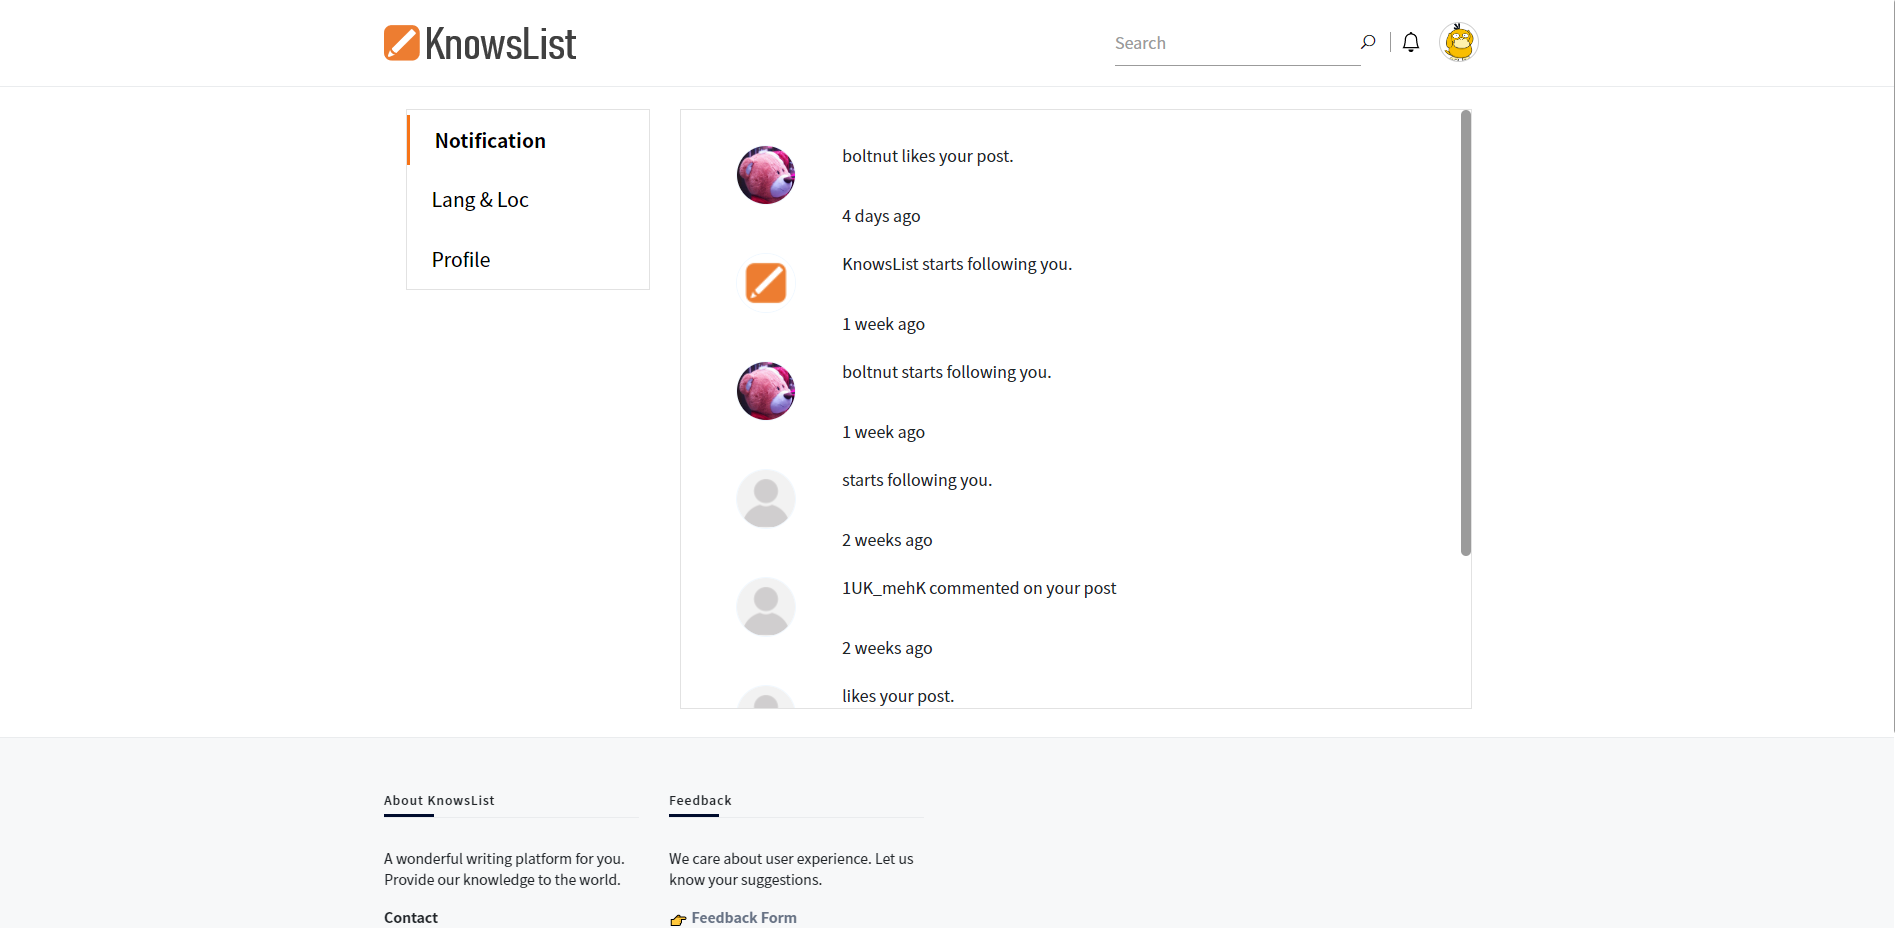 KnowsList
Search
Notification
Lang & Loc
Profile
boltnut likes your post.
4 days ago
KnowsList starts following you.
1 week ago
boltnut starts following you.
1 week ago
starts following you.
2 weeks ago
1UK_mehK commented on your post
2 weeks ago
likes your post.
About KnowsList
A wonderful writing platform for you.
Provide our knowledge to the world.
Contact
Feedback
We care about user experience. Let us
know your suggestions.
👉 Feedback Form